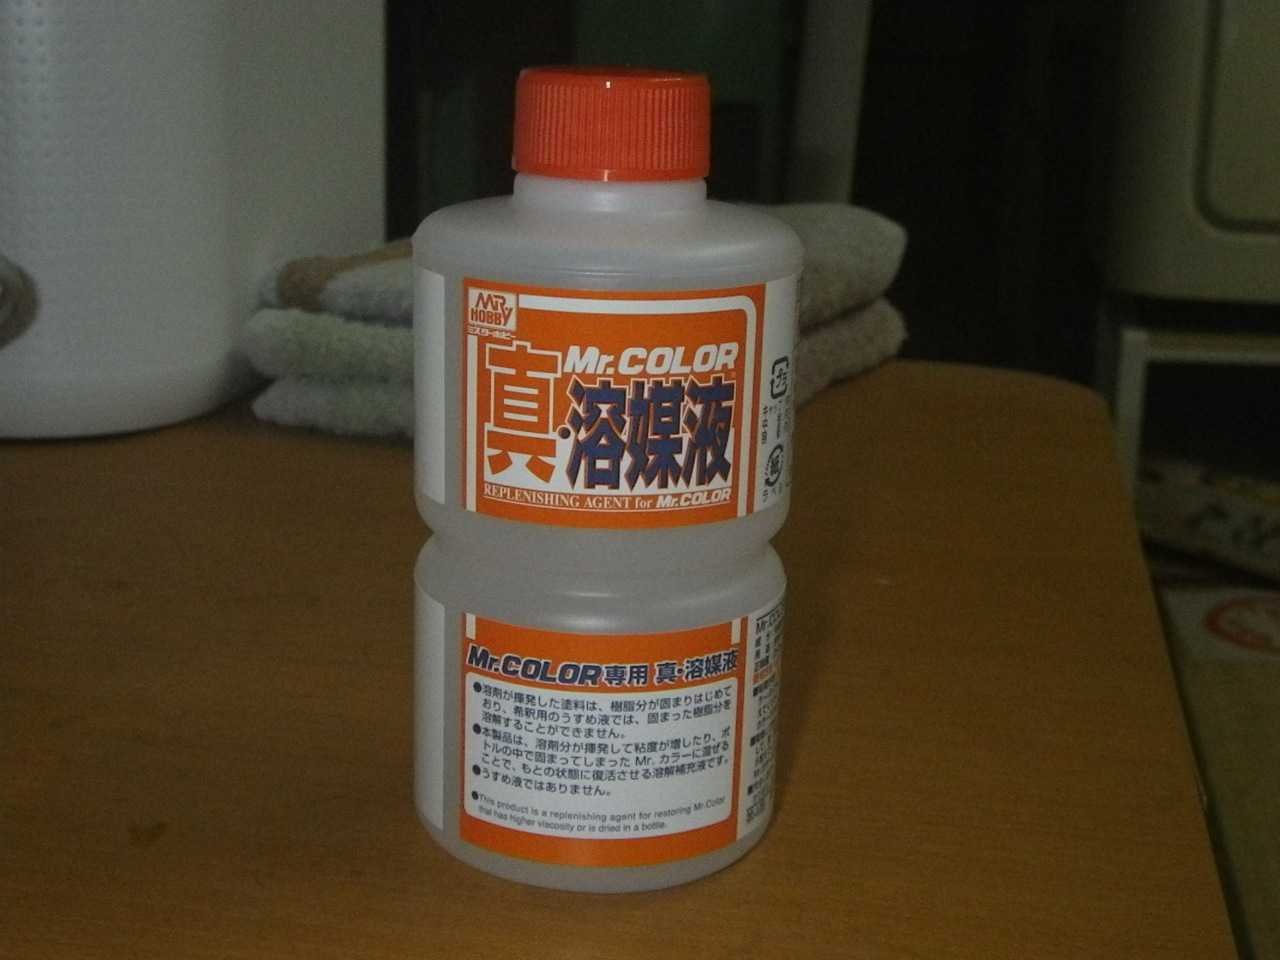 MR HOBBY
ミスターホビー
Mr.COLOR
真・溶媒液
REPLENISHING AGENT for Mr.COLOR
Mr.COLOR専用 真・溶媒液
●溶剤が揮発した塗料は、樹脂分が固まりはじめて
おり、希釈用のうすめ液では、固まった樹脂分を
溶解することができません。
●本製品は、溶剤分が揮発して粘度が増したり、ボ
トルの中で固まってしまった Mr. カラーに混ぜる
ことで、もとの状態に復活させる溶解補充液です。
●うすめ液ではありません。
●This product is a replenishing agent for restoring Mr.Color
that has higher viscosity or is dried in a bottle.